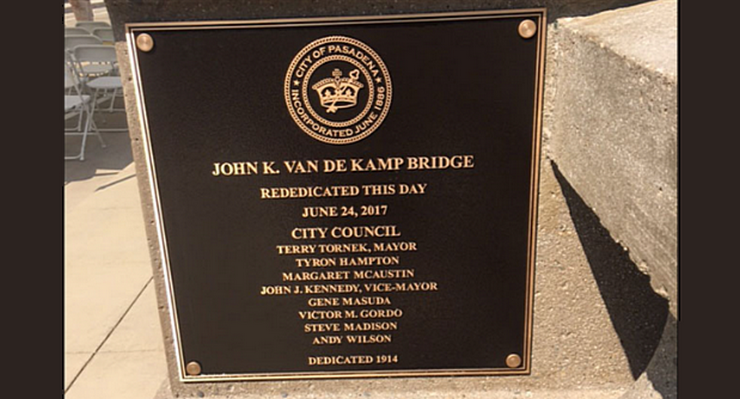 CITY OF PASADENA
INCORPORATED JUNE 1886
JOHN K. VAN DE KAMP BRIDGE
REDEDICATED THIS DAY
JUNE 24, 2017
CITY COUNCIL
TERRY TORNEK, MAYOR
TYRON HAMPTON
MARGARET MCAUSTIN
JOHN J. KENNEDY, VICE-MAYOR
GENE MASUDA
VICTOR M. GORDO
STEVE MADISON
ANDY WILSON
DEDICATED 1914